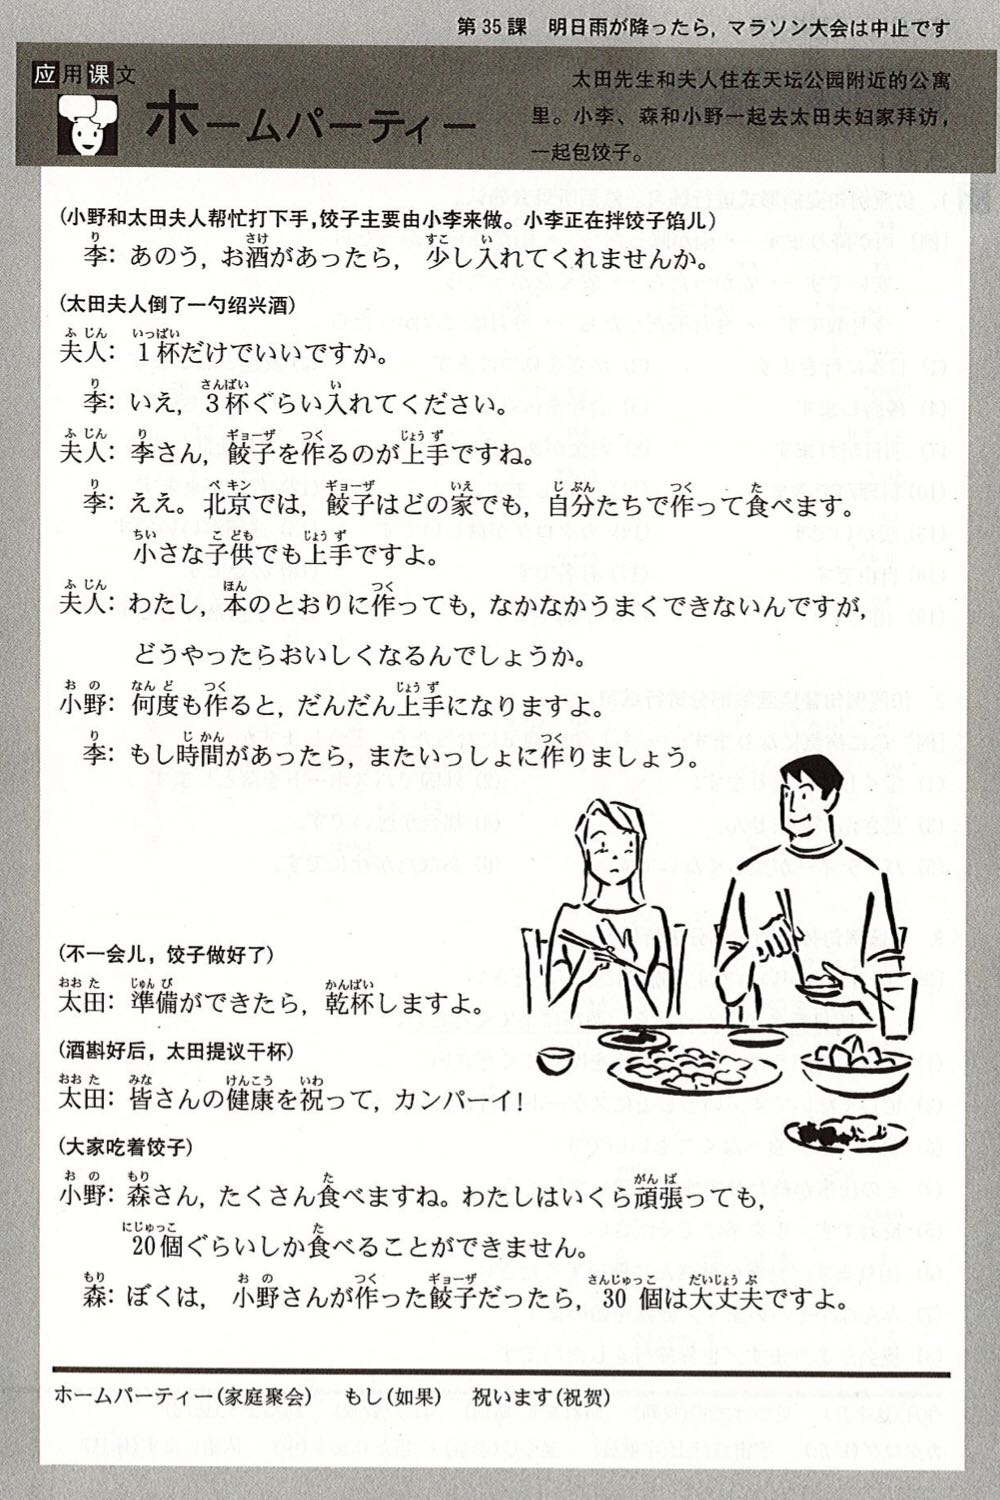 第35課 明日雨が降ったら，マラソン大会は中止です
应用课文
ホームパーティー
太田先生和夫人住在天坛公园附近的公寓
里。小李、森和小野一起去太田夫妇家拜访，
一起包饺子。
(小野和太田夫人帮忙打下手，饺子主要由小李来做。小李正在拌饺子馅儿)
李：あのう，お酒があったら，少し入れてくれませんか。
(太田夫人倒了一勺绍兴酒)
夫人：1杯だけでいいですか。
李：いえ，3杯ぐらい入れてください。
夫人：李さん，餃子を作るのが上手ですね。
李：ええ。北京では，餃子はどの家でも，自分たちで作って食べます。
小さな子供でも上手ですよ。
夫人：わたし，本のとおりに作っても，なかなかうまくできないんですが，
どうやったらおいしくなるんでしょうか。
小野：何度も作ると，だんだん上手になりますよ。
李：もし時間があったら，またいっしょに作りましょう。
(不一会儿，饺子做好了)
太田：準備ができたら，乾杯しますよ。
(酒斟好后，太田提议干杯)
太田：皆さんの健康を祝って，カンパーイ！
(大家吃着饺子)
小野：森さん，たくさん食べますね。わたしはいくら頑張っても，
20個ぐらいしか食べることができません。
森：ぼくは，小野さんが作った餃子だったら，30個は大丈夫ですよ。
ホームパーティー(家庭聚会) もし(如果) 祝います(祝贺)